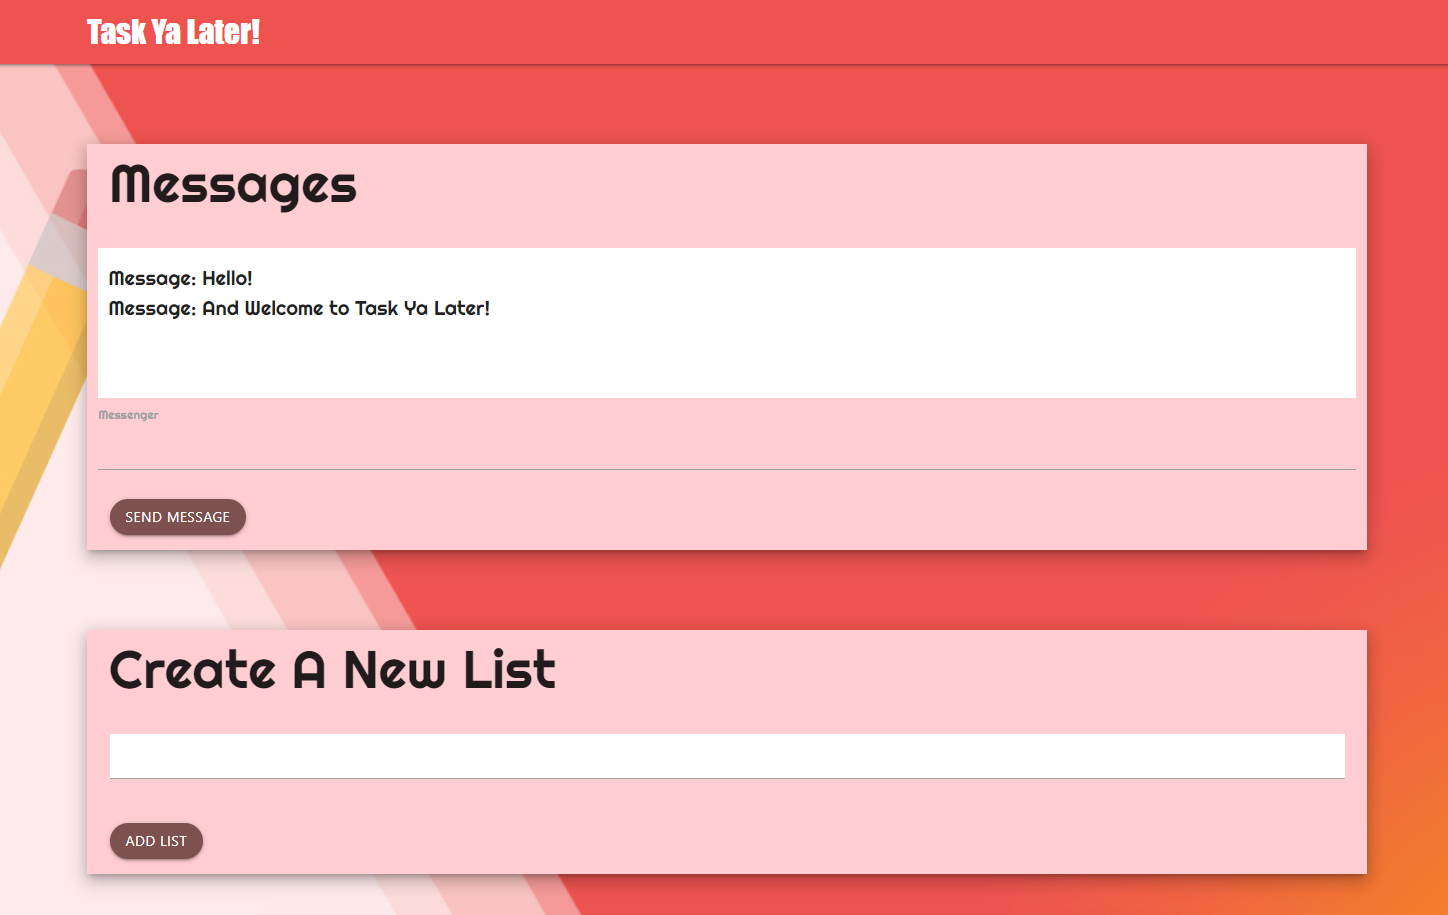 Task Ya Later!
Messages
Message: Hello!
Message: And Welcome to Task Ya Later!
Messenger
SEND MESSAGE
Create A New List
ADD LIST